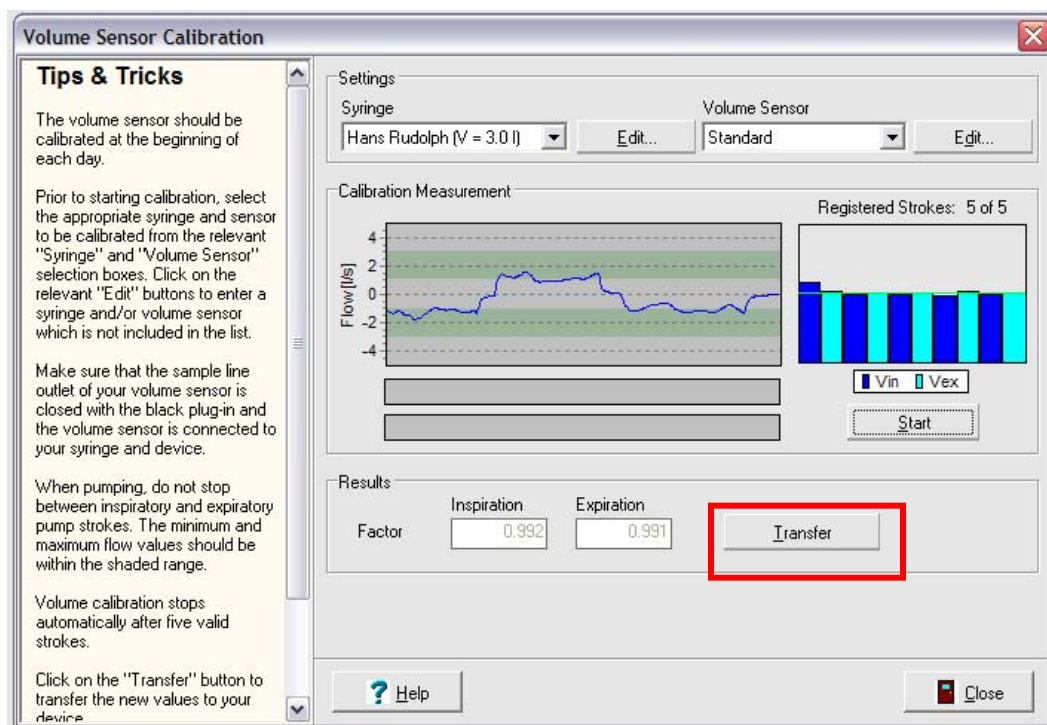 Volume Sensor Calibration
Tips & Tricks
The volume sensor should be
calibrated at the beginning of
each day.
Prior to starting calibration, select
the appropriate syringe and sensor
to be calibrated from the relevant
"Syringe" and "Volume Sensor"
selection boxes. Click on the
relevant "Edit" buttons to enter a
syringe and/or volume sensor
which is not included in the list.
Make sure that the sample line
outlet of your volume sensor is
closed with the black plug-in and
the volume sensor is connected to
your syringe and device.
When pumping, do not stop
between inspiratory and expiratory
pump strokes. The minimum and
maximum flow values should be
within the shaded range.
Volume calibration stops
automatically after five valid
strokes.
Click on the "Transfer" button to
transfer the new values to your
device.
Settings
Syringe
Volume Sensor
Hans Rudolph (V = 3.0 l)
Edit...
Standard
Edit...
Calibration Measurement
Registered Strokes: 5 of 5
Flow [l/s]
4
2
0
-2
-4
Vin
Vex
Start
Results
Inspiration
Expiration
Factor
0.992
0.991
Transfer
? Help
Close